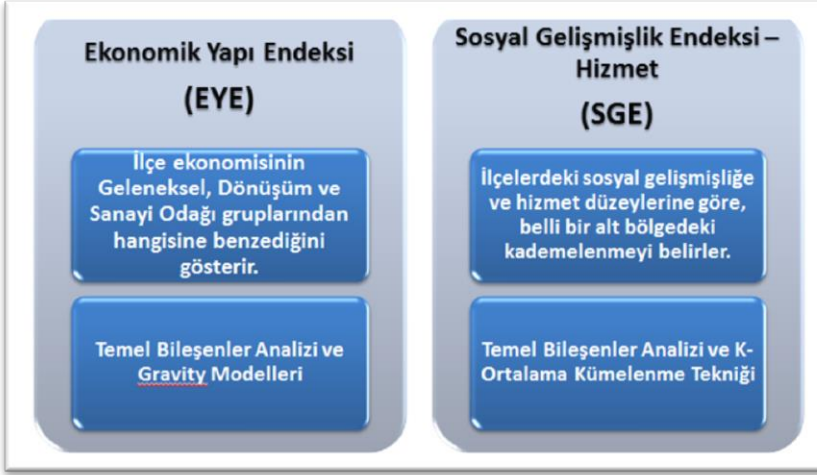 Ekonomik Yapı Endeksi
(EYE)
İlçe ekonomisinin
Geleneksel, Dönüşüm ve
Sanayi Odağı gruplarından
hangisine benzediğini
gösterir.
Temel Bileşenler Analizi ve
Gravity Modelleri
Sosyal Gelişmişlik Endeksi –
Hizmet
(SGE)
İlçelerdeki sosyal gelişmişliğe
ve hizmet düzeylerine göre,
belli bir alt bölgedeki
kademelenmeyi belirler.
Temel Bileşenler Analizi ve K-
Ortalama Kümelenme Tekniği